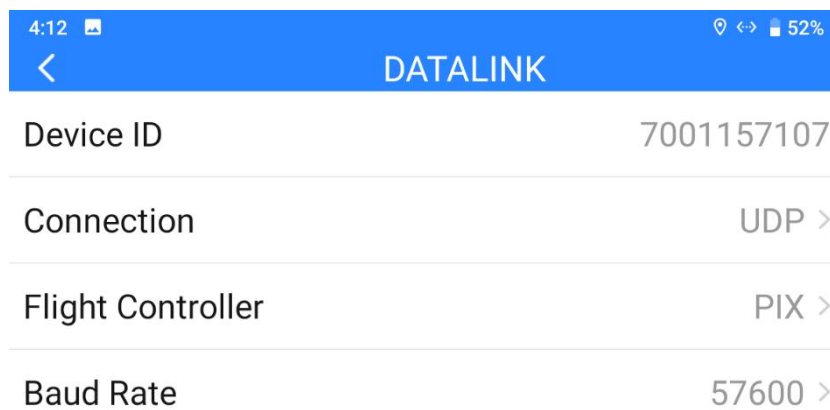 4:12 52%
DATALINK
Device ID 7001157107
Connection UDP
Flight Controller PIX
Baud Rate 57600